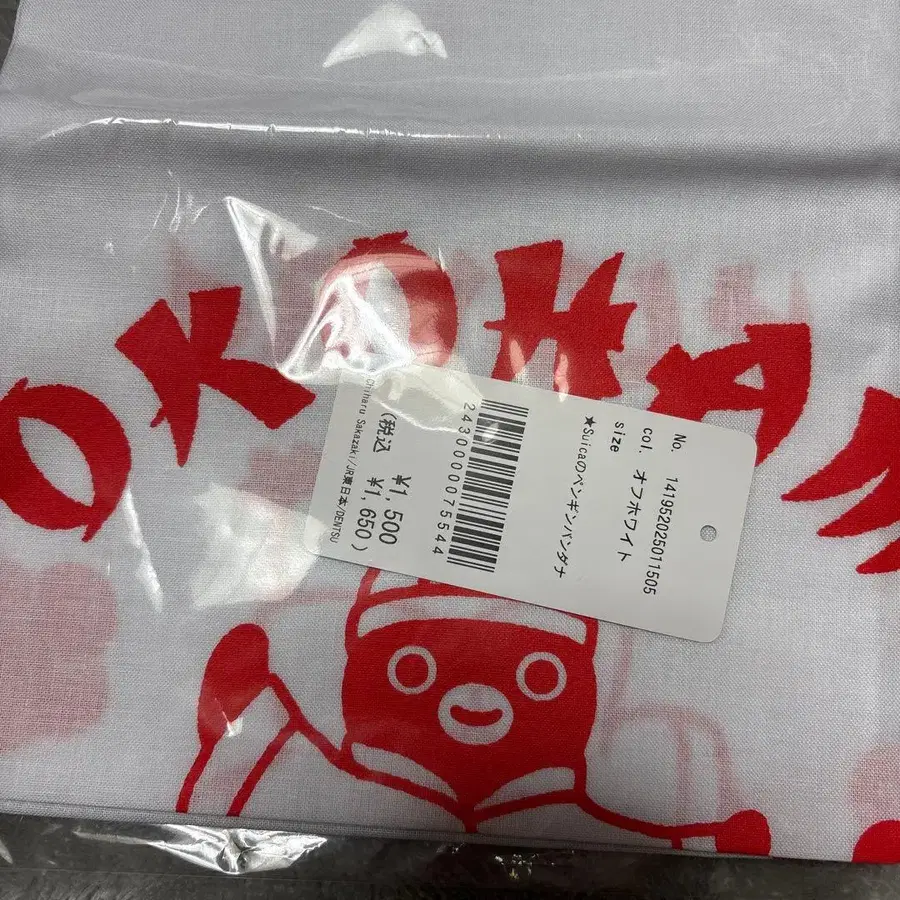 OKOHAM
No. 141952025011505
col. オフホワイト
size
★Suicaのペンギンバンダナ
2430000075544
¥1,500
(税込 ¥1,650)
Chiharu Sakazaki/JR東日本/DENTSU